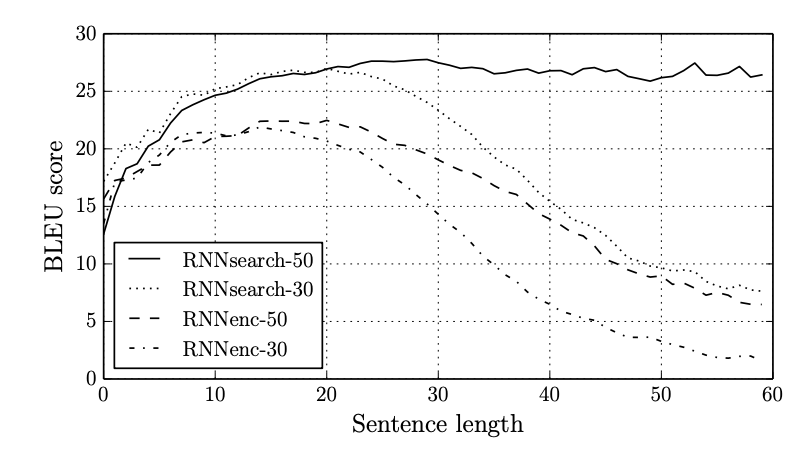 30
25
20
15
10
5
0
BLEU score
RNNsearch-50
RNNsearch-30
RNNenc-50
RNNenc-30
0 10 20 30 40 50 60
Sentence length